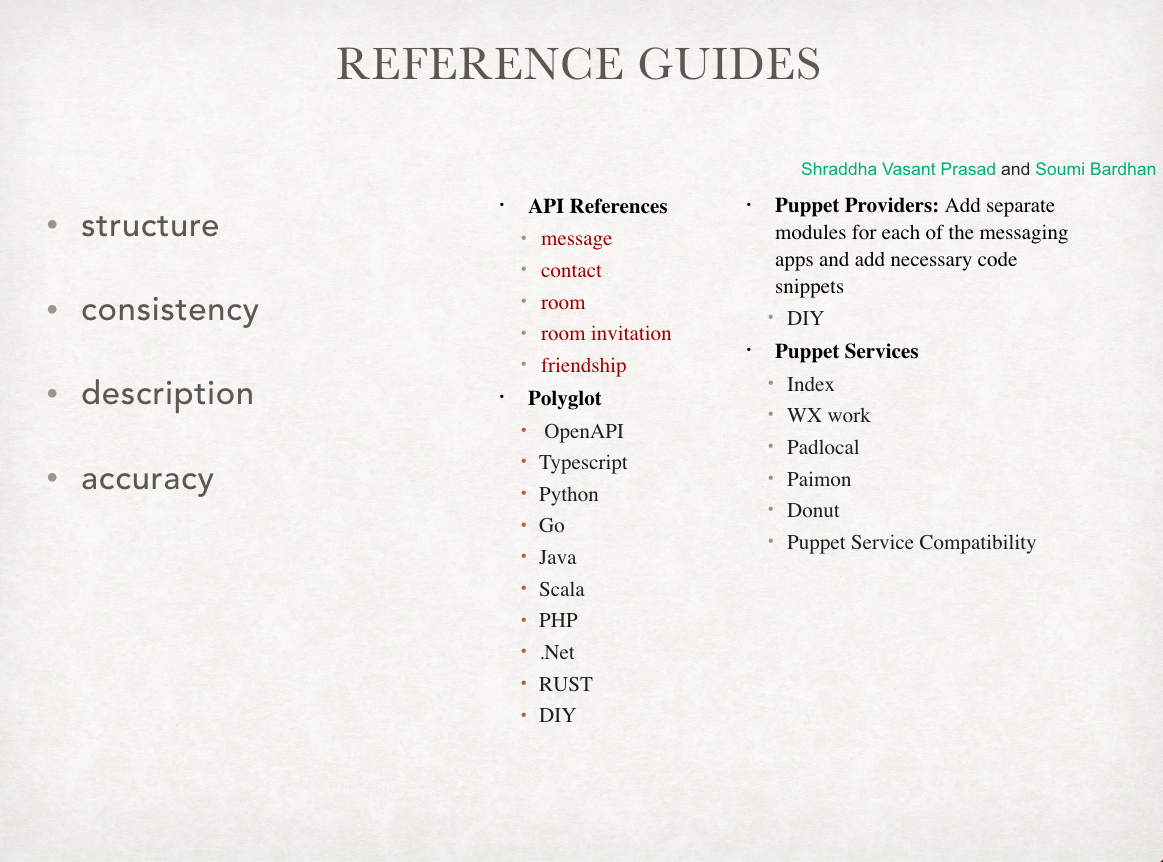 REFERENCE GUIDES
Shraddha Vasant Prasad and Soumi Bardhan
• structure
• consistency
• description
• accuracy
• API References
• message
• contact
• room
• room invitation
• friendship
• Polyglot
• OpenAPI
• Typescript
• Python
• Go
• Java
• Scala
• PHP
• .Net
• RUST
• DIY
• Puppet Providers: Add separate
modules for each of the messaging
apps and add necessary code
snippets
• DIY
• Puppet Services
• Index
• WX work
• Padlocal
• Paimon
• Donut
• Puppet Service Compatibility